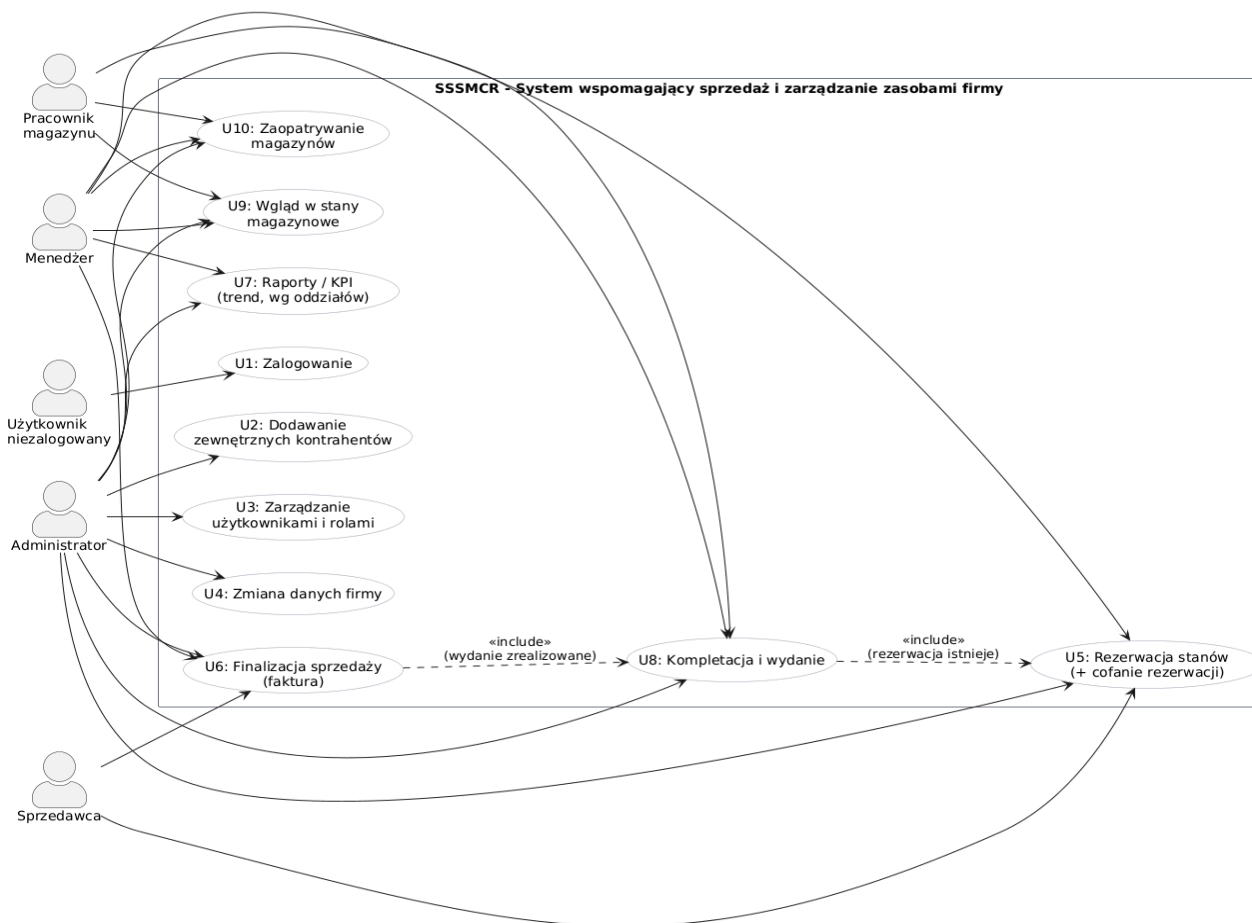 SSSMCR - System wspomagający sprzedaż i zarządzanie zasobami firmy
Pracownik
magazynu
U10: Zaopatrywanie
magazynów
U9: Wgląd w stany
magazynowe
Menedżer
U7: Raporty / KPI
(trend, wg oddziałów)
U1: Zalogowanie
Użytkownik
niezalogowany
U2: Dodawanie
zewnętrznych kontrahentów
U3: Zarządzanie
użytkownikami i rolami
Administrator
U4: Zmiana danych firmy
U6: Finalizacja sprzedaży
(faktura)
«include»
(wydanie zrealizowane)
U8: Kompletacja i wydanie
«include»
(rezerwacja istnieje)
U5: Rezerwacja stanów
(+ cofanie rezerwacji)
Sprzedawca